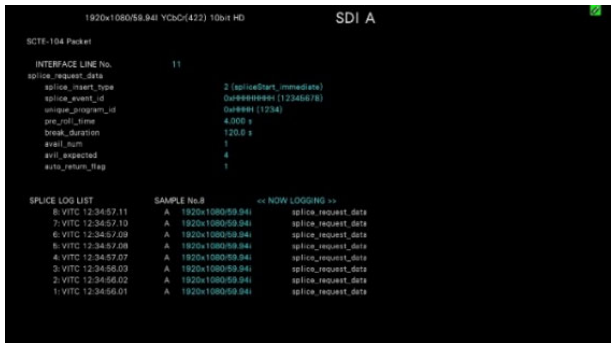 1920x1080/59.94I YCbCr(422) 10bit HD SDI A
SCTE-104 Packet
INTERFACE LINE No. 11
splice_request_data
splice_insert_type 2 (spliceStart_immediate)
splice_event_id 0xHHHHHHHH (12345678)
unique_program_id 0xHHHH (1234)
pre_roll_time 4.000 s
break_duration 120.0 s
avail_num 1
avil_expected 4
auto_return_flag 1
SPLICE LOG LIST SAMPLE No.8 << NOW LOGGING >>
8: VITC 12:34:57.11 A 1920x1080/59.94i splice_request_data
7: VITC 12:34:57.10 A 1920x1080/59.94i splice_request_data
6: VITC 12:34:57.09 A 1920x1080/59.94i splice_request_data
5: VITC 12:34:57.08 A 1920x1080/59.94i splice_request_data
4: VITC 12:34:57.07 A 1920x1080/59.94i splice_request_data
3: VITC 12:34:56.03 A 1920x1080/59.94i splice_request_data
2: VITC 12:34:56.02 A 1920x1080/59.94i splice_request_data
1: VITC 12:34:56.01 A 1920x1080/59.94i splice_request_data